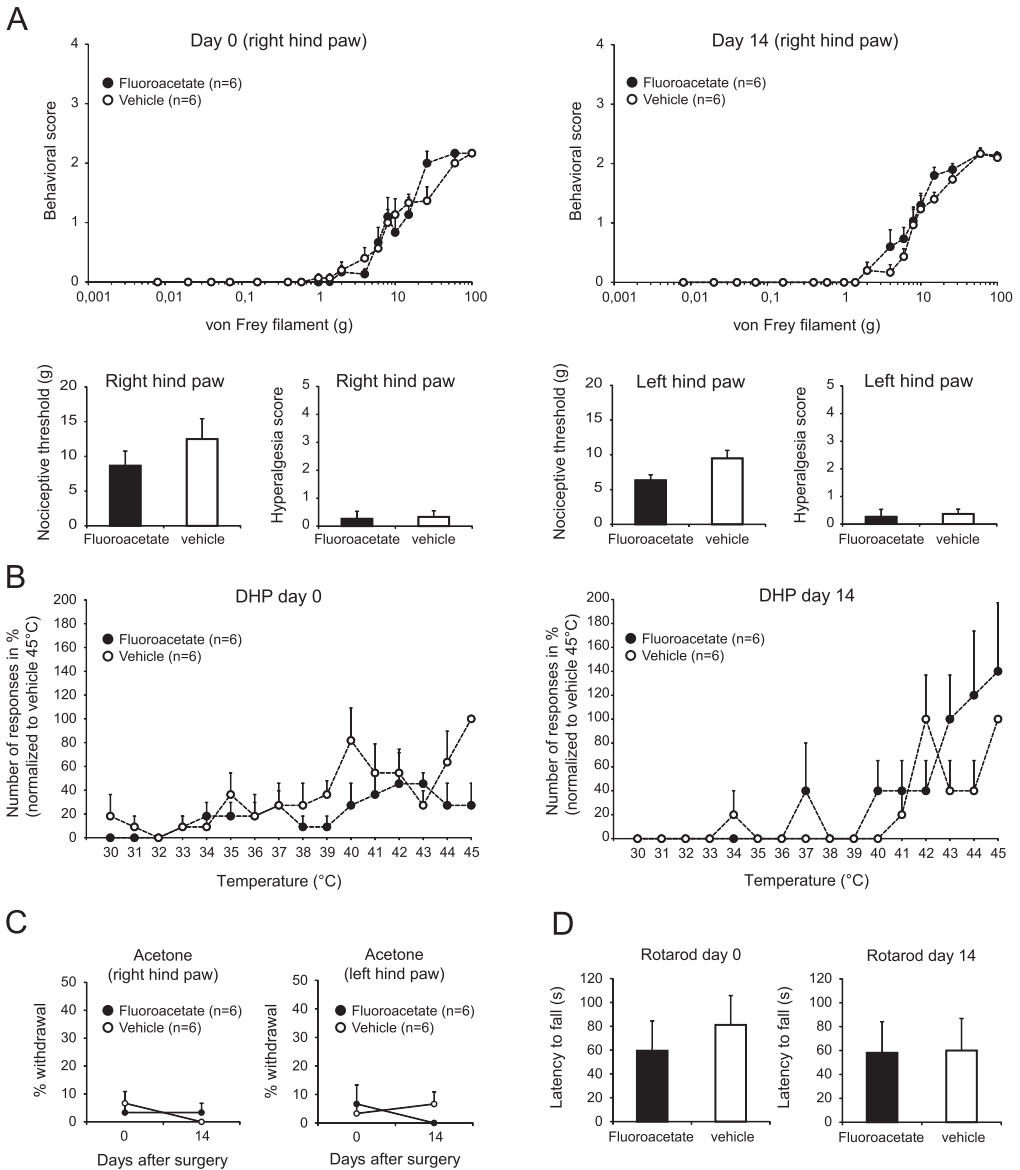 A
Day 0 (right hind paw)
4
3
2
1
0
Behavioral score
Fluoroacetate (n=6)
Vehicle (n=6)
0,001 0,01 0,1 1 10 100
von Frey filament (g)
Day 14 (right hind paw)
4
3
2
1
0
Behavioral score
Fluoroacetate (n=6)
Vehicle (n=6)
0,001 0,01 0,1 1 10 100
von Frey filament (g)
Right hind paw
Nociceptive threshold (g)
20
15
10
5
0
Fluoroacetate vehicle
Right hind paw
Hyperalgesia score
5
4
3
2
1
0
Fluoroacetate vehicle
Left hind paw
Nociceptive threshold (g)
20
15
10
5
0
Fluoroacetate vehicle
Left hind paw
Hyperalgesia score
5
4
3
2
1
0
Fluoroacetate vehicle
B
DHP day 0
Number of responses in %
(normalized to vehicle 45°C)
200
180
160
140
120
100
80
60
40
20
0
Fluoroacetate (n=6)
Vehicle (n=6)
30 31 32 33 34 35 36 37 38 39 40 41 42 43 44 45
Temperature (°C)
DHP day 14
Number of responses in %
(normalized to vehicle 45°C)
200
180
160
140
120
100
80
60
40
20
0
Fluoroacetate (n=6)
Vehicle (n=6)
30 31 32 33 34 35 36 37 38 39 40 41 42 43 44 45
Temperature (°C)
C
Acetone
(right hind paw)
% withdrawal
50
40
30
20
10
0
Fluoroacetate (n=6)
Vehicle (n=6)
0 14
Days after surgery
Acetone
(left hind paw)
% withdrawal
50
40
30
20
10
0
Fluoroacetate (n=6)
Vehicle (n=6)
0 14
Days after surgery
D
Rotarod day 0
Latency to fall (s)
120
100
80
60
40
20
0
Fluoroacetate vehicle
Rotarod day 14
Latency to fall (s)
120
100
80
60
40
20
0
Fluoroacetate vehicle